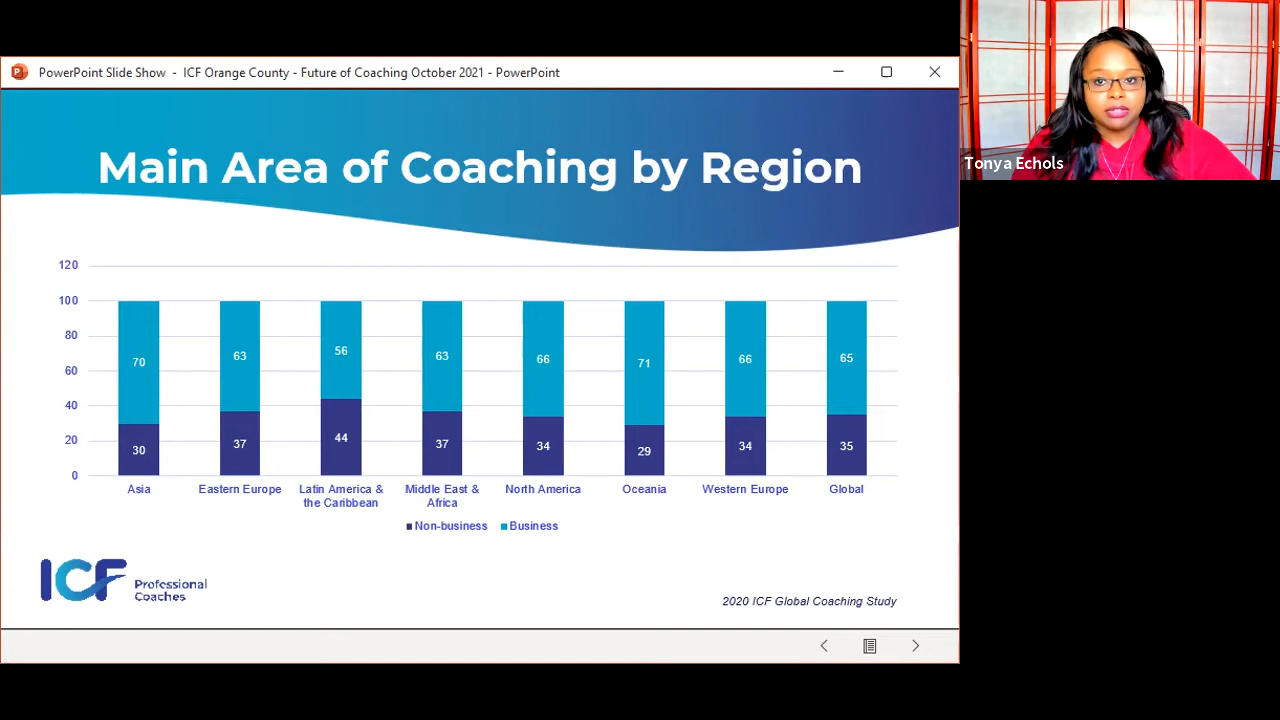 PowerPoint Slide Show - ICF Orange County - Future of Coaching October 2021 - PowerPoint
Tonya Echols
Main Area of Coaching by Region
120
100
80
60
40
20
0
70 63 56 63 66 71 66 65
30 37 44 37 34 29 34 35
Asia Eastern Europe Latin America & Middle East & North America Oceania Western Europe Global
the Caribbean Africa
Non-business Business
ICF Professional
Coaches
2020 ICF Global Coaching Study